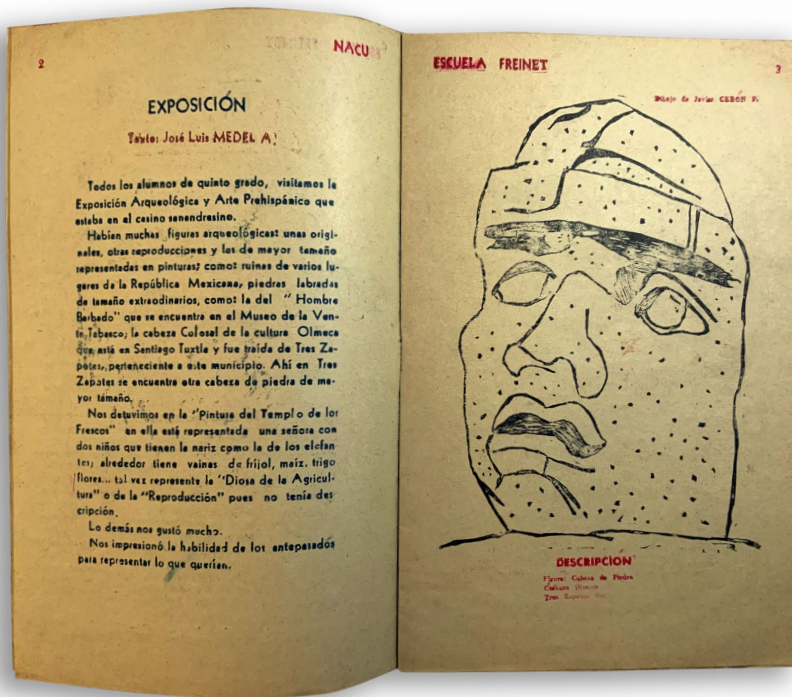 2
NACU
EXPOSICIÓN
Texto: José Luis MEDEL A.
Todos los alumnos de quinto grado, visitamos la
Exposición Arqueológica y Arte Prehispánico que
estaba en el casino sanandresino.
Habían muchas figuras arqueológicas: unas origi-
nales, otras reproducciones y las de mayor tamaño
representadas en pinturas; como: ruinas de varios lu-
gares de la República Mexicana, piedras labradas
de tamaño extraodinarios, como: la del "Hombre
Barbado" que se encuentra en el Museo de la Ven-
ta, Tabasco; la cabeza Colosal de la cultura Olmeca
que está en Santiago Tuxtla y fue traída de Tres Za-
potes, perteneciente a este municipio. Ahí en Tres
Zapotes se encuentra otra cabeza de piedra de ma-
yor tamaño.
Nos detuvimos en la "Pintura del Templo de los
Frescos" en ella está representada una señora con
dos niños que tienen la nariz como la de los elefan
tes; alrededor tiene vainas de fríjol, maíz, trigo
flores... tal vez represente la "Diosa de la Agricul-
tura" o de la "Reproducción" pues no tenía des
cripción.
Lo demás nos gustó mucho.
Nos impresionó la habilidad de los antepasados
para representar lo que querían.
ESCUELA FREINET
3
Dibujo de Javier CEBÓN P.
DESCRIPCIÓN
Figura: Cabeza de Piedra
Cultura Olmeca
Tres Zapotes Ver.